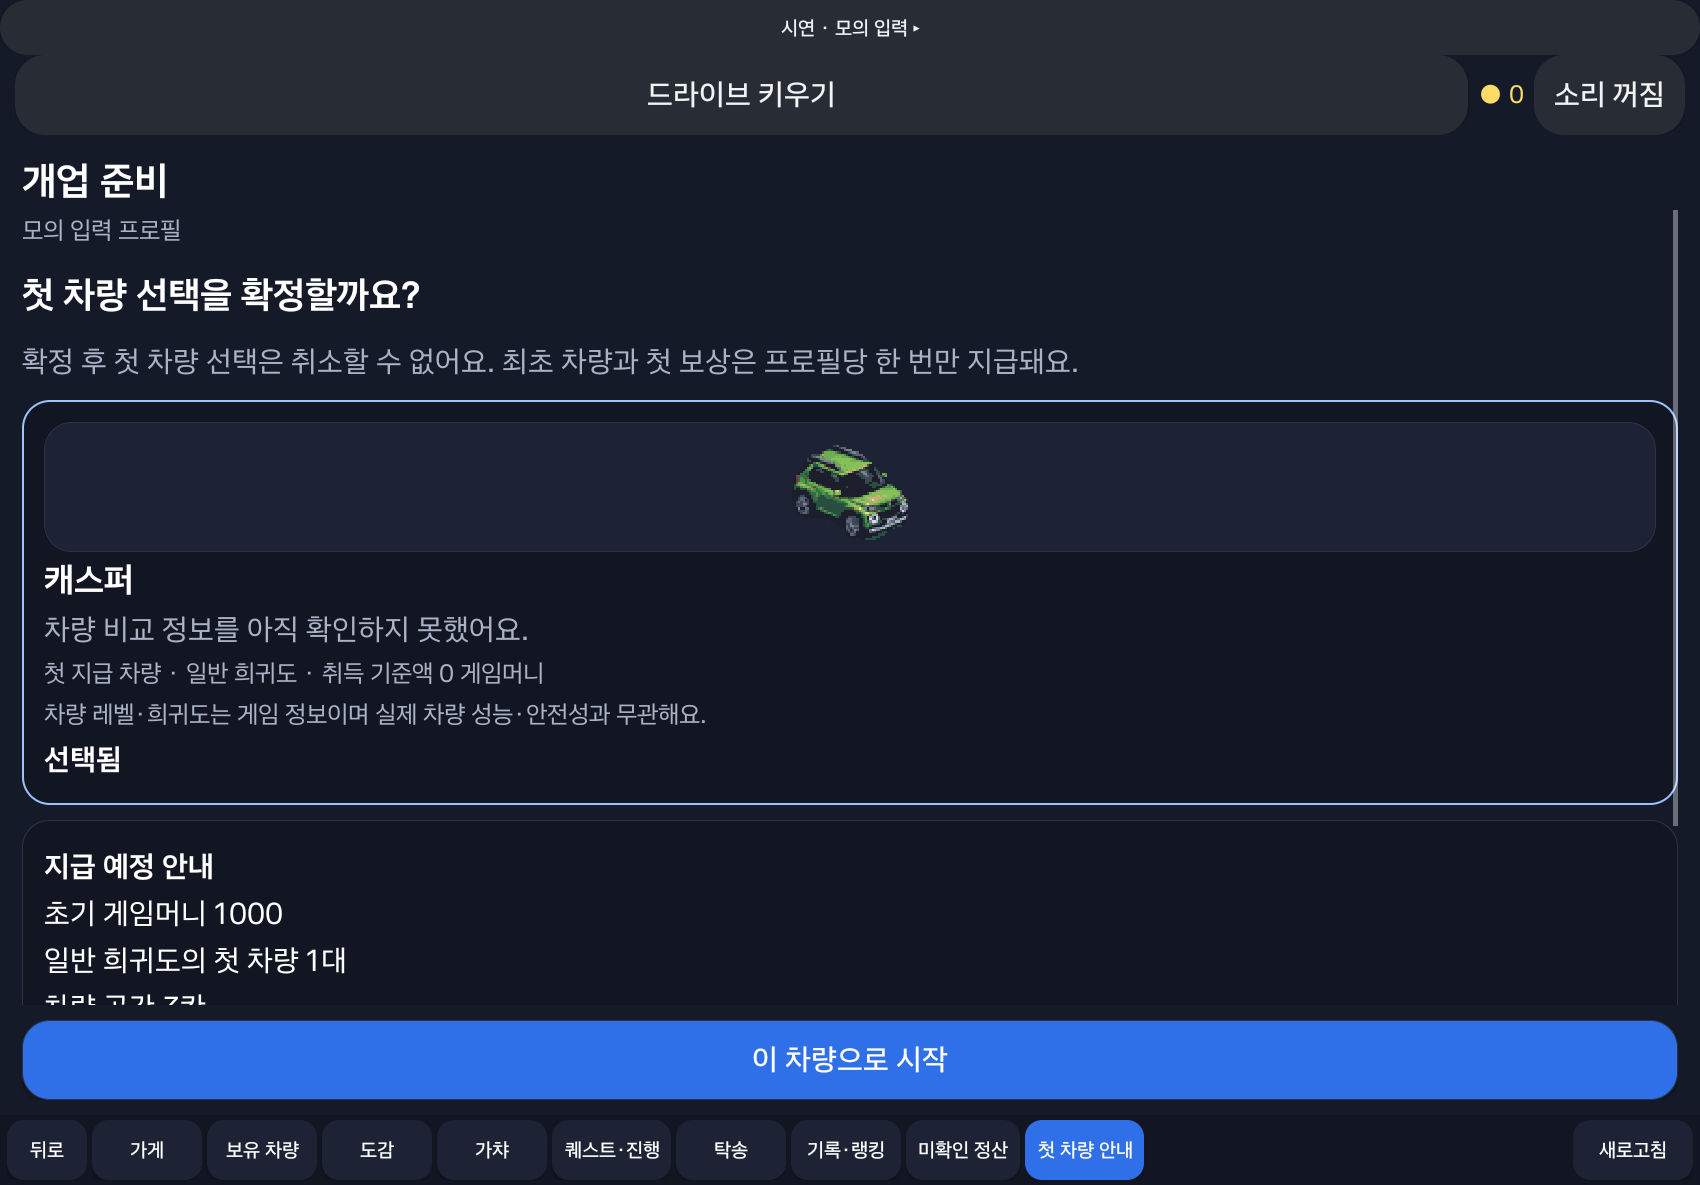 시연 · 모의 입력 ▸
드라이브 키우기
0
소리 꺼짐
개업 준비
모의 입력 프로필
첫 차량 선택을 확정할까요?
확정 후 첫 차량 선택은 취소할 수 없어요. 최초 차량과 첫 보상은 프로필당 한 번만 지급돼요.
캐스퍼
차량 비교 정보를 아직 확인하지 못했어요.
첫 지급 차량 · 일반 희귀도 · 취득 기준액 0 게임머니
차량 레벨·희귀도는 게임 정보이며 실제 차량 성능·안전성과 무관해요.
선택됨
지급 예정 안내
초기 게임머니 1000
일반 희귀도의 첫 차량 1대
차량 공간
이 차량으로 시작
뒤로
가게
보유 차량
도감
가챠
퀘스트·진행
탁송
기록·랭킹
미확인 정산
첫 차량 안내
새로고침